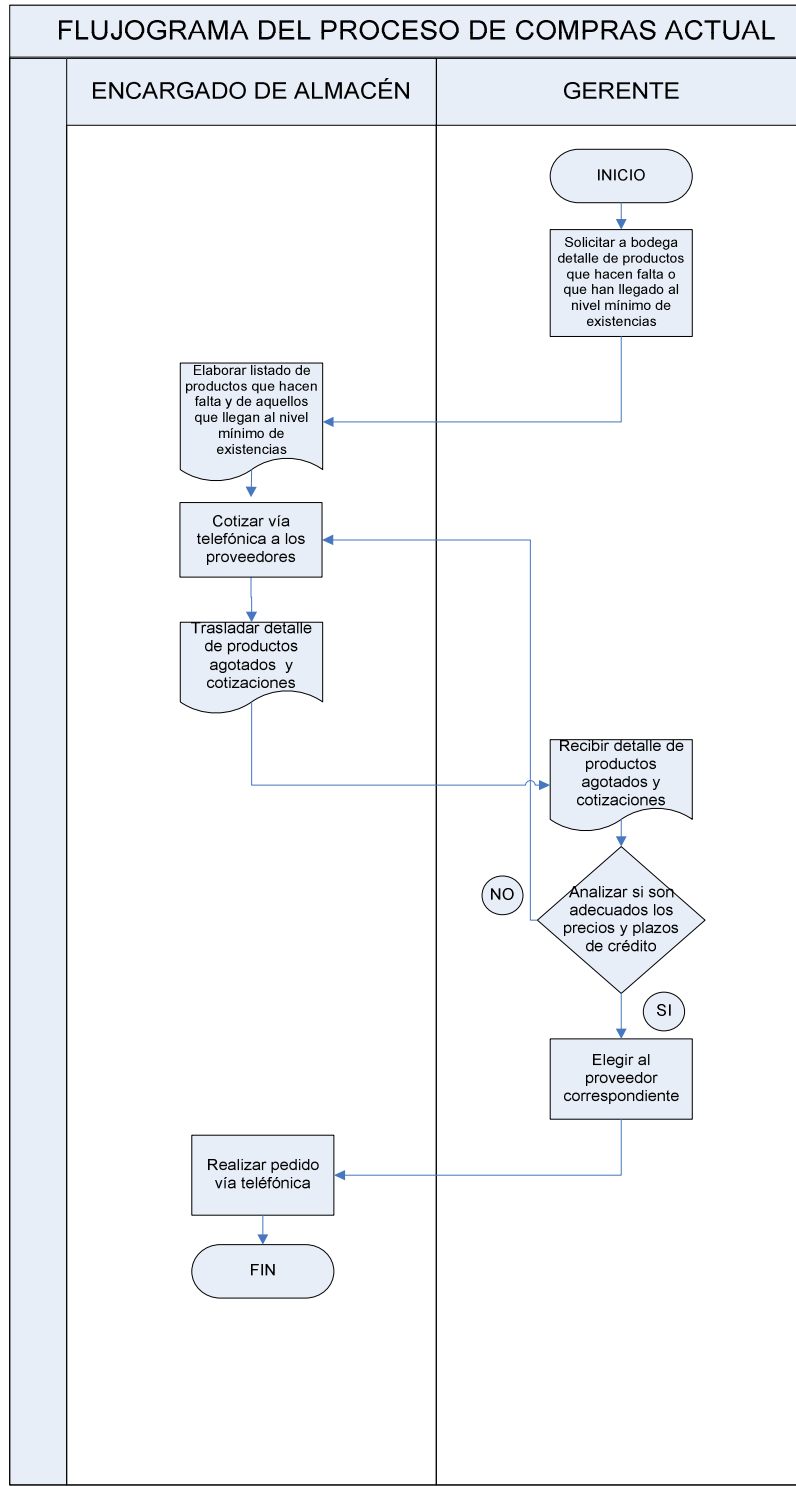 FLUJOGRAMA DEL PROCESO DE COMPRAS ACTUAL
ENCARGADO DE ALMACÉN
GERENTE
INICIO
Solicitar a bodega
detalle de productos
que hacen falta o
que han llegado al
nivel mínimo de
existencias
Elaborar listado de
productos que hacen
falta y de aquellos
que llegan al nivel
mínimo de
existencias
Cotizar vía
telefónica a los
proveedores
Trasladar detalle
de productos
agotados y
cotizaciones
Recibir detalle de
productos
agotados y
cotizaciones
NO
Analizar si son
adecuados los
precios y plazos
de crédito
SI
Elegir al
proveedor
correspondiente
Realizar pedido
vía teléfónica
FIN